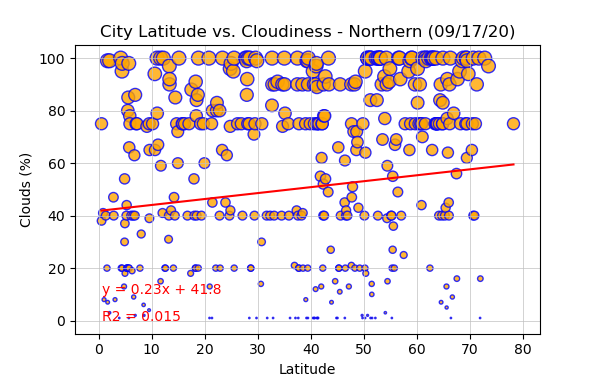 City Latitude vs. Cloudiness - Northern (09/17/20)
Clouds (%)
100
80
60
40
20
0
y = 0.23x + 41.8
R2 = 0.015
0 10 20 30 40 50 60 70 80
Latitude